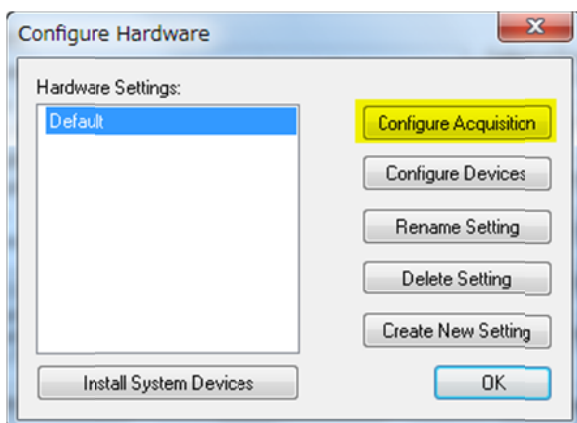 Configure Hardware
Hardware Settings:
Default
Configure Acquisition
Configure Devices
Rename Setting
Delete Setting
Create New Setting
Install System Devices
OK